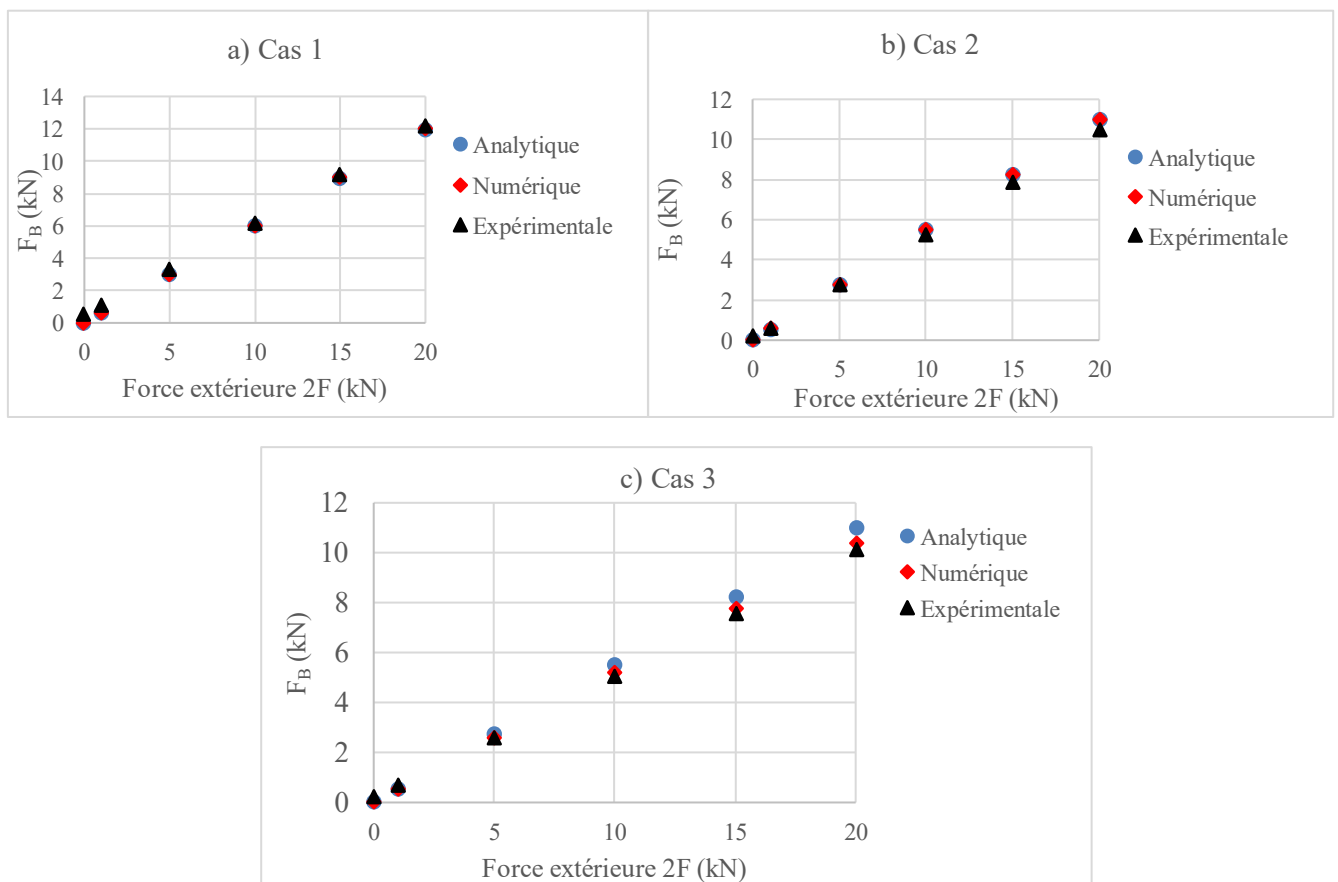 a) Cas 1
F_B (kN)
14
12
10
8
6
4
2
0
0 5 10 15 20
Force extérieure 2F (kN)
Analytique
Numérique
Expérimentale
b) Cas 2
F_B (kN)
12
10
8
6
4
2
0
0 5 10 15 20
Force extérieure 2F (kN)
Analytique
Numérique
Expérimentale
c) Cas 3
F_B (kN)
12
10
8
6
4
2
0
0 5 10 15 20
Force extérieure 2F (kN)
Analytique
Numérique
Expérimentale